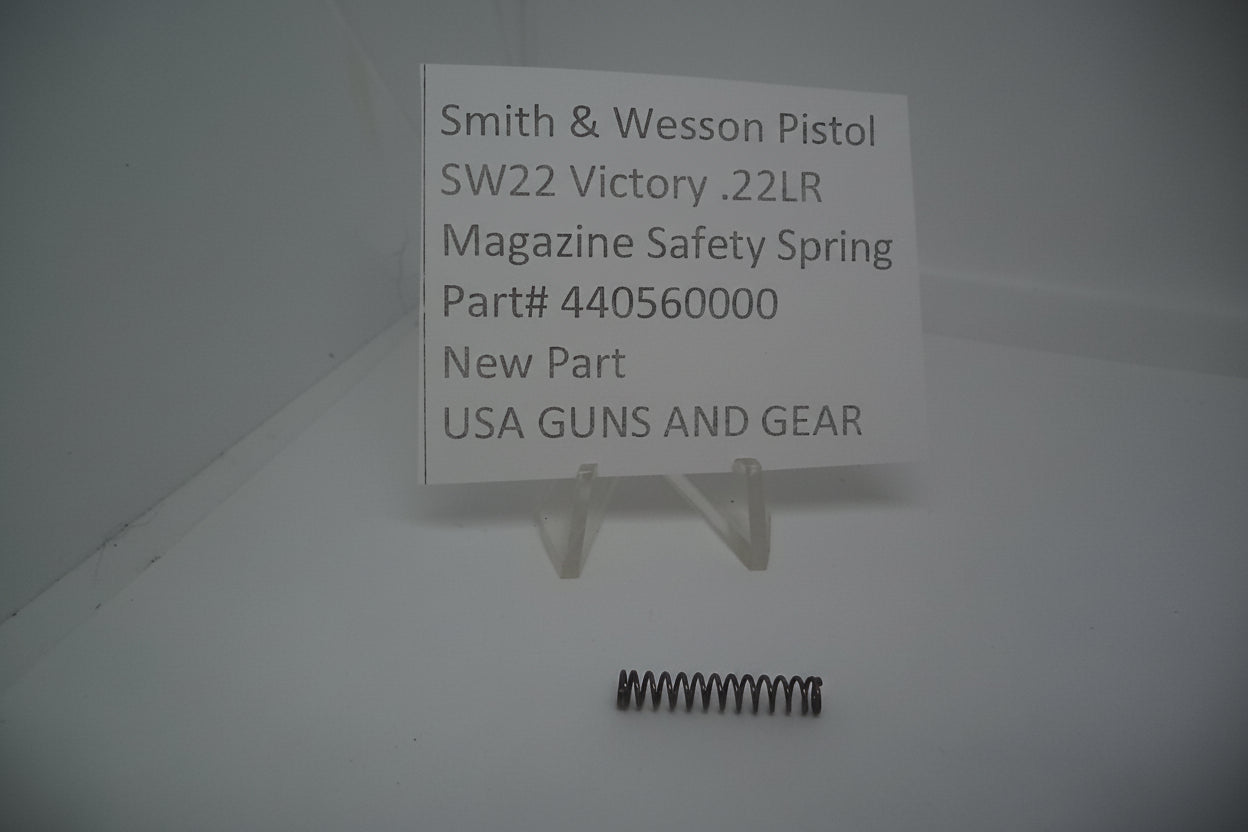 Smith & Wesson Pistol
SW22 Victory .22LR
Magazine Safety Spring
Part# 440560000
New Part
USA GUNS AND GEAR